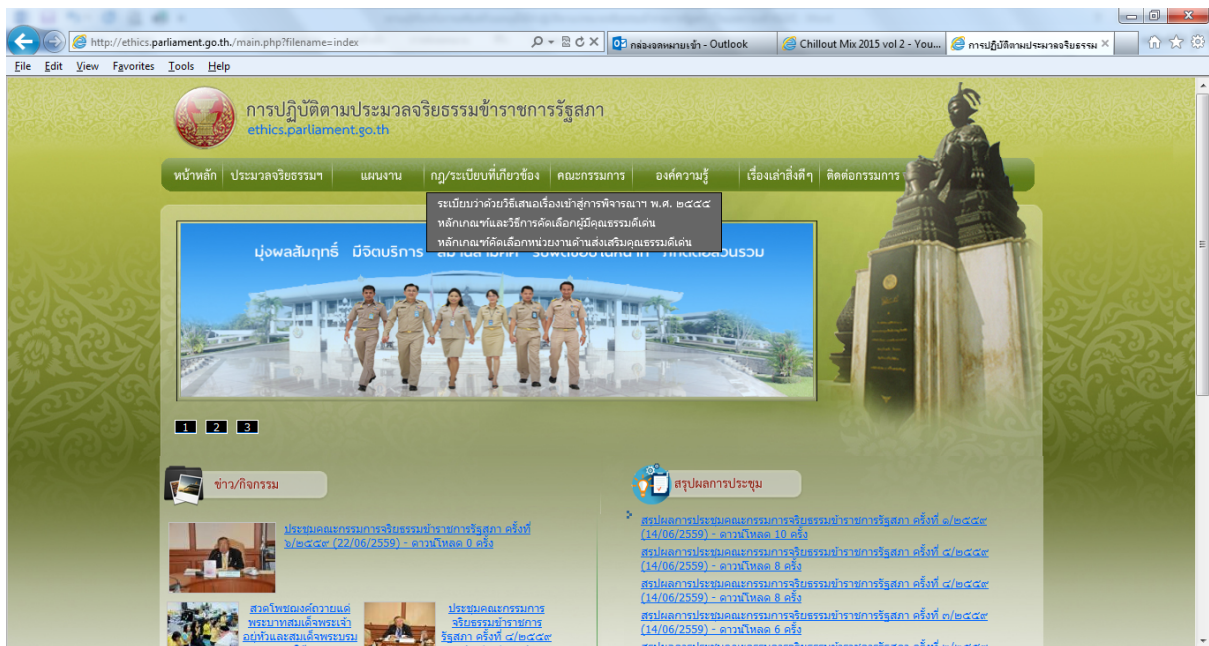 http://ethics.parliament.go.th./main.php?filename=index
กล่องจดหมายเข้า - Outlook
Chillout Mix 2015 vol 2 - You...
การปฏิบัติตามประมวลจริยธรรม
File Edit View Favorites Tools Help
การปฏิบัติตามประมวลจริยธรรมข้าราชการรัฐสภา
ethics.parliament.go.th
หน้าหลัก ประมวลจริยธรรมฯ แผนงาน กฎ/ระเบียบที่เกี่ยวข้อง คณะกรรมการ องค์ความรู้ เรื่องเล่าสิ่งดีๆ ติดต่อกรรมการ
ระเบียบว่าด้วยวิธีเสนอเรื่องเข้าสู่การพิจารณาฯ พ.ศ. ๒๕๕๕
หลักเกณฑ์และวิธีการคัดเลือกผู้มีคุณธรรมดีเด่น
หลักเกณฑ์คัดเลือกหน่วยงานด้านส่งเสริมคุณธรรมดีเด่น
มุ่งผลสัมฤทธิ์ มีจิตบริการ
1 2 3
ข่าว/กิจกรรม
ประชุมคณะกรรมการจริยธรรมข้าราชการรัฐสภา ครั้งที่
๖/๒๕๕๙ (22/06/2559) - ดาวน์โหลด 0 ครั้ง
สวดโพชฌงค์ถวายแด่
พระบาทสมเด็จพระเจ้า
อยู่หัวและสมเด็จพระบรม
ประชุมคณะกรรมการ
จริยธรรมข้าราชการ
รัฐสภา ครั้งที่ ๔/๒๕๕๙
สรุปผลการประชุม
สรุปผลการประชุมคณะกรรมการจริยธรรมข้าราชการรัฐสภา ครั้งที่ ๑/๒๕๕๙
(14/06/2559) - ดาวน์โหลด 10 ครั้ง
สรุปผลการประชุมคณะกรรมการจริยธรรมข้าราชการรัฐสภา ครั้งที่ ๕/๒๕๕๙
(14/06/2559) - ดาวน์โหลด 8 ครั้ง
สรุปผลการประชุมคณะกรรมการจริยธรรมข้าราชการรัฐสภา ครั้งที่ ๔/๒๕๕๙
(14/06/2559) - ดาวน์โหลด 8 ครั้ง
สรุปผลการประชุมคณะกรรมการจริยธรรมข้าราชการรัฐสภา ครั้งที่ ๓/๒๕๕๙
(14/06/2559) - ดาวน์โหลด 6 ครั้ง